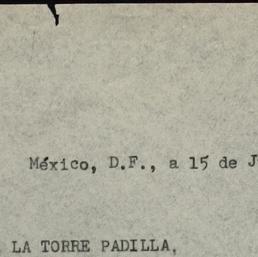 México, D.F., a 15 de J
LA TORRE PADILLA.